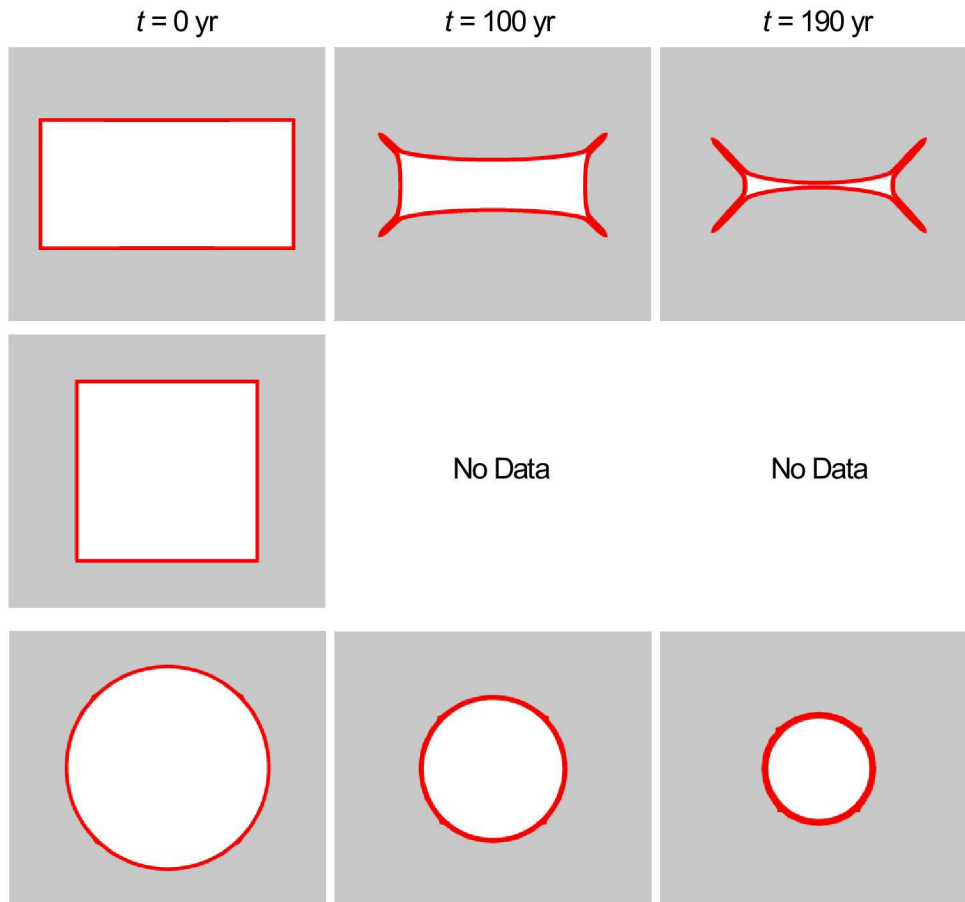 t = 0 yr
t = 100 yr
t = 190 yr
No Data
No Data